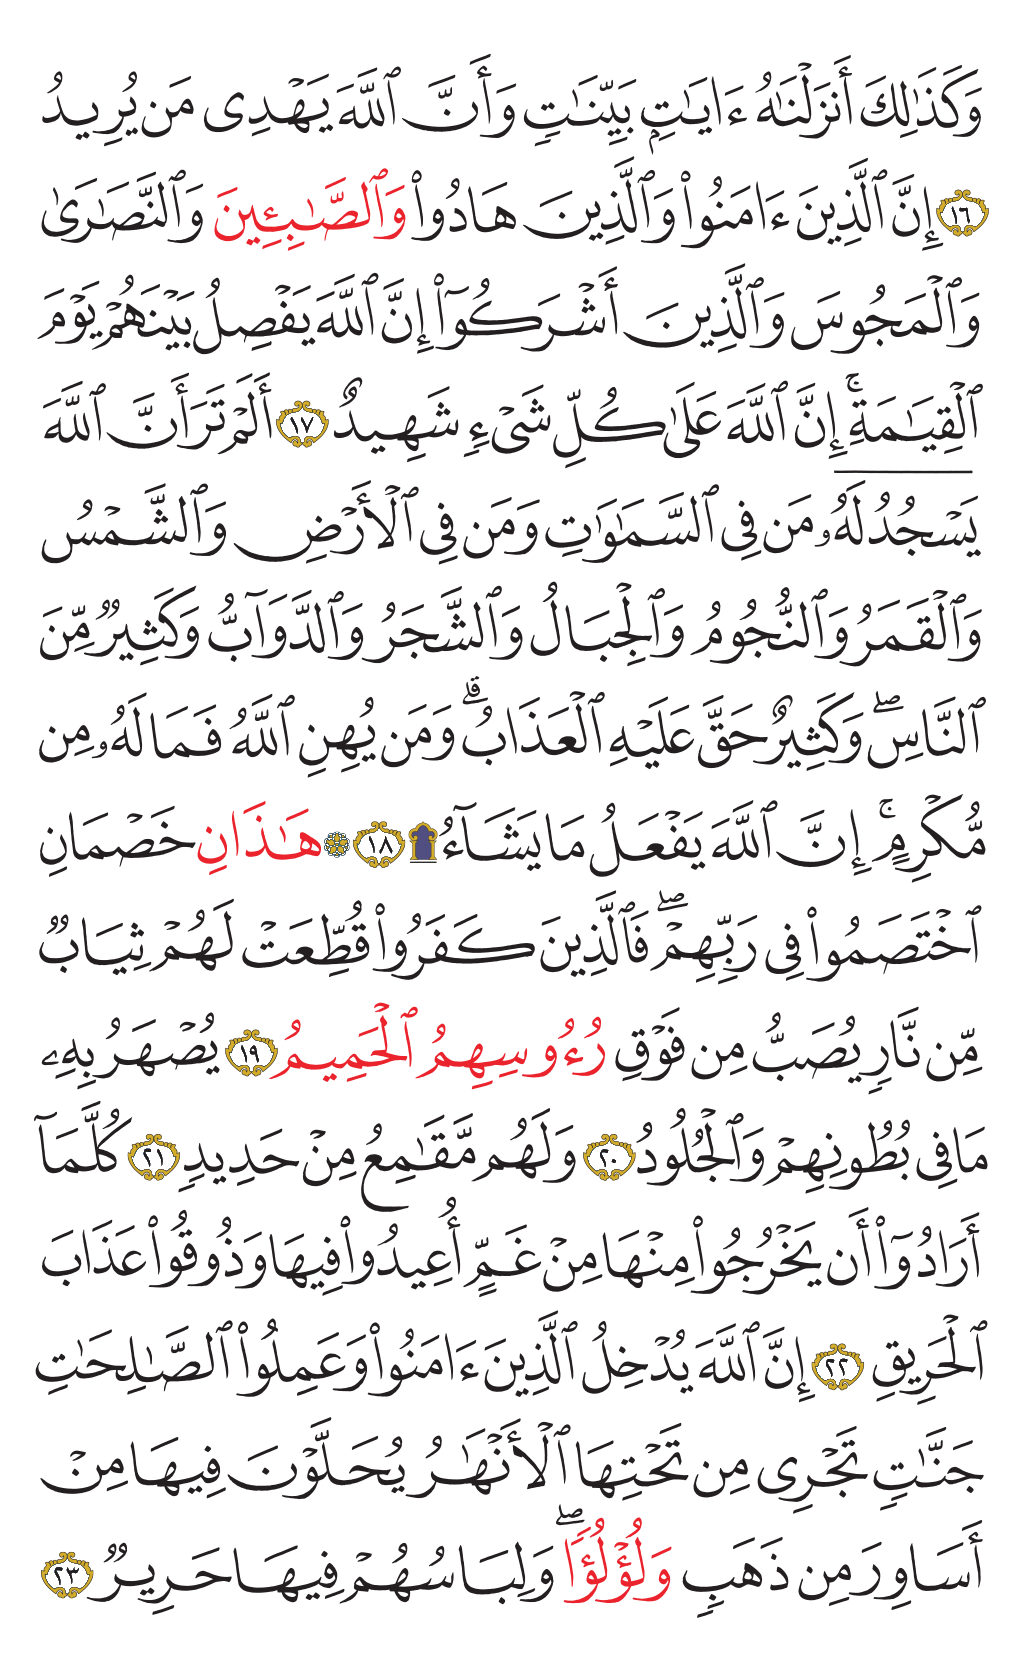 وَكَذَٰلِكَ أَنزَلْنَٰهُ ءَايَٰتِۭ بَيِّنَٰتٍ وَأَنَّ ٱللَّهَ يَهْدِى مَن يُرِيدُ
١٦ إِنَّ ٱلَّذِينَ ءَامَنُوا۟ وَٱلَّذِينَ هَادُوا۟ وَٱلصَّٰبِـِٔينَ وَٱلنَّصَٰرَىٰ
وَٱلْمَجُوسَ وَٱلَّذِينَ أَشْرَكُوٓا۟ إِنَّ ٱللَّهَ يَفْصِلُ بَيْنَهُمْ يَوْمَ
ٱلْقِيَٰمَةِ ۚ إِنَّ ٱللَّهَ عَلَىٰ كُلِّ شَىْءٍ شَهِيدٌ ١٧ أَلَمْ تَرَ أَنَّ ٱللَّهَ
يَسْجُدُ لَهُۥ مَن فِى ٱلسَّمَٰوَٰتِ وَمَن فِى ٱلْأَرْضِ وَٱلشَّمْسُ
وَٱلْقَمَرُ وَٱلنُّجُومُ وَٱلْجِبَالُ وَٱلشَّجَرُ وَٱلدَّوَآبُّ وَكَثِيرٌ مِّنَ
ٱلنَّاسِ ۖ وَكَثِيرٌ حَقَّ عَلَيْهِ ٱلْعَذَابُ ۗ وَمَن يُهِنِ ٱللَّهُ فَمَا لَهُۥ مِن
مُّكْرِمٍ ۚ إِنَّ ٱللَّهَ يَفْعَلُ مَا يَشَآءُ ۩ ١٨ ۞ هَٰذَانِ خَصْمَانِ
ٱخْتَصَمُوا۟ فِى رَبِّهِمْ ۖ فَٱلَّذِينَ كَفَرُوا۟ قُطِّعَتْ لَهُمْ ثِيَابٌ
مِّن نَّارٍ يُصَبُّ مِن فَوْقِ رُءُوسِهِمُ ٱلْحَمِيمُ ١٩ يُصْهَرُ بِهِۦ
مَا فِى بُطُونِهِمْ وَٱلْجُلُودُ ٢٠ وَلَهُم مَّقَٰمِعُ مِنْ حَدِيدٍ ٢١ كُلَّمَآ
أَرَادُوٓا۟ أَن يَخْرُجُوا۟ مِنْهَا مِنْ غَمٍّ أُعِيدُوا۟ فِيهَا وَذُوقُوا۟ عَذَابَ
ٱلْحَرِيقِ ٢٢ إِنَّ ٱللَّهَ يُدْخِلُ ٱلَّذِينَ ءَامَنُوا۟ وَعَمِلُوا۟ ٱلصَّٰلِحَٰتِ
جَنَّٰتٍ تَجْرِى مِن تَحْتِهَا ٱلْأَنْهَٰرُ يُحَلَّوْنَ فِيهَا مِنْ
أَسَاوِرَ مِن ذَهَبٍ وَلُؤْلُؤًا ۖ وَلِبَاسُهُمْ فِيهَا حَرِيرٌ ٢٣